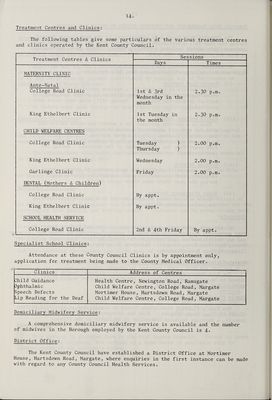 14.
Treatment Centres and Clinics:
The following tables give some particulars of the various treatment centres
and clinics operated by the Kent County Council.
Treatment Centres & Clinics Sessions
Days Times
MATERNITY CLINIC
Ante-Natal
College Road Clinic 1st & 3rd 2.30 p.m.
Wednesday in the
month
King Ethelbert Clinic 1st Tuesday in 2.30 p.m.
the month
CHILD WELFARE CENTRES
College Road Clinic Tuesday ) 2.00 p.m.
Thursday )
King Ethelbert Clinic Wednesday 2.00 p.m.
Garlinge Clinic Friday 2.00 p.m.
DENTAL (Mothers & Children)
College Road Clinic By appt.
King Ethelbert Clinic By appt.
SCHOOL HEALTH SERVICE
College Road Clinic 2nd & 4th Friday By appt.
Specialist School Clinics:
Attendance at these County Council Clinics is by appointment only,
application for treatment being made to the County Medical Officer.
Clinics Address of Centres
Child Guidance Health Centre, Newington Road, Ramsgate
Ophthalmic Child Welfare Centre, College Road, Margate
Speech Defects Mortimer House, Hartsdown Road, Margate
Lip Reading for the Deaf Child Welfare Centre, College Road, Margate
Domiciliary Midwifery Service:
A comprehensive domiciliary midwifery service is available and the number
of midwives in the Borough employed by the Kent County Council is 4.
District Office:
The Kent County Council have established a District Office at Mortimer
House, Hartsdown Road, Margate, where enquiries in the first instance can be made
with regard to any County Council Health Services.